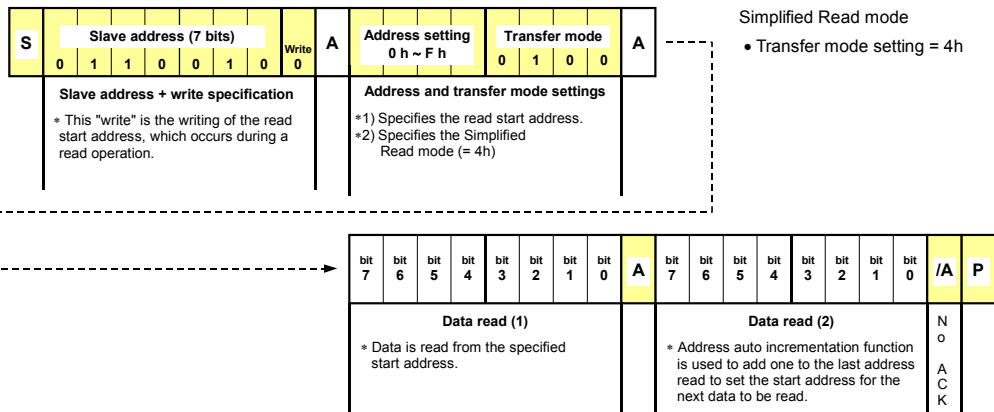 S
Slave address (7 bits)
0 1 1 0 0 1 0
Write
0
A
Address setting
0 h ~ F h
Transfer mode
0 1 0 0
A
Simplified Read mode
• Transfer mode setting = 4h
Slave address + write specification
∗ This "write" is the writing of the read
start address, which occurs during a
read operation.
Address and transfer mode settings
∗1) Specifies the read start address.
∗2) Specifies the Simplified
Read mode (= 4h)
bit 7 bit 6 bit 5 bit 4 bit 3 bit 2 bit 1 bit 0 A bit 7 bit 6 bit 5 bit 4 bit 3 bit 2 bit 1 bit 0 /A P
Data read (1)
∗ Data is read from the specified
start address.
Data read (2)
∗ Address auto incrementation function
is used to add one to the last address
read to set the start address for the
next data to be read.
No ACK